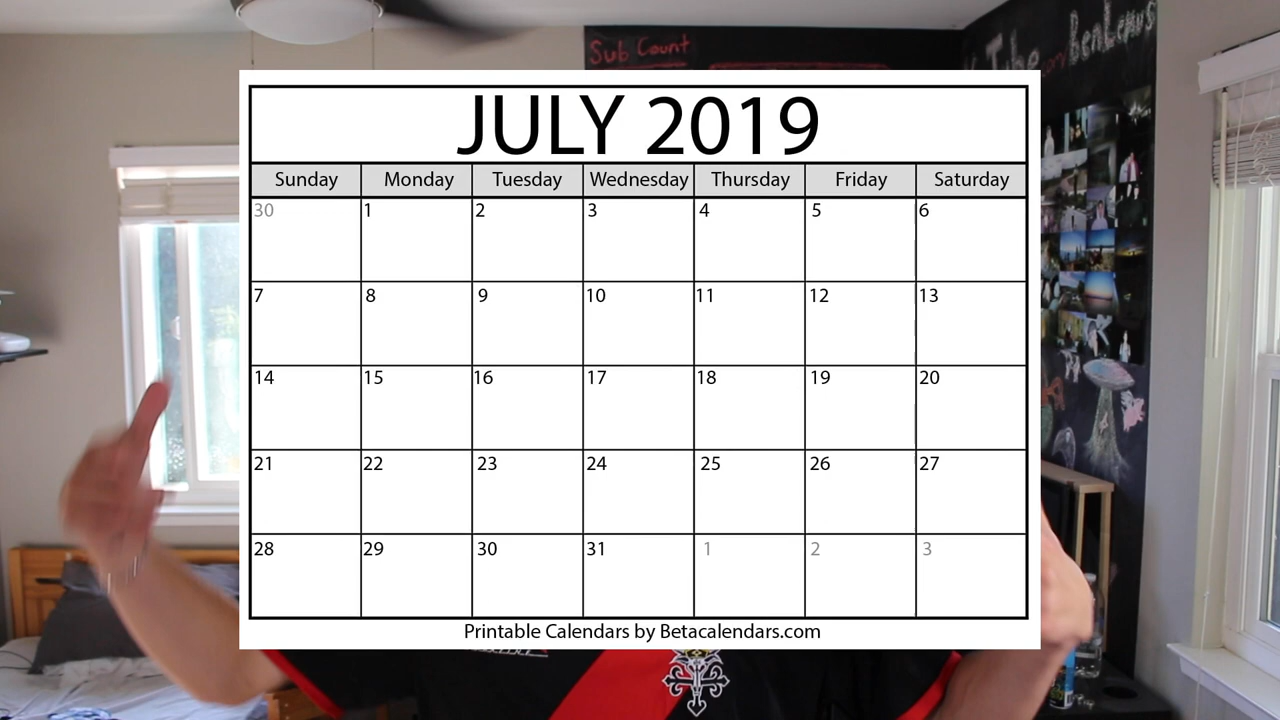 Sub Count
Tube
BenLemus
JULY 2019
Sunday Monday Tuesday Wednesday Thursday Friday Saturday
30 1 2 3 4 5 6
7 8 9 10 11 12 13
14 15 16 17 18 19 20
21 22 23 24 25 26 27
28 29 30 31 1 2 3
Printable Calendars by Betacalendars.com